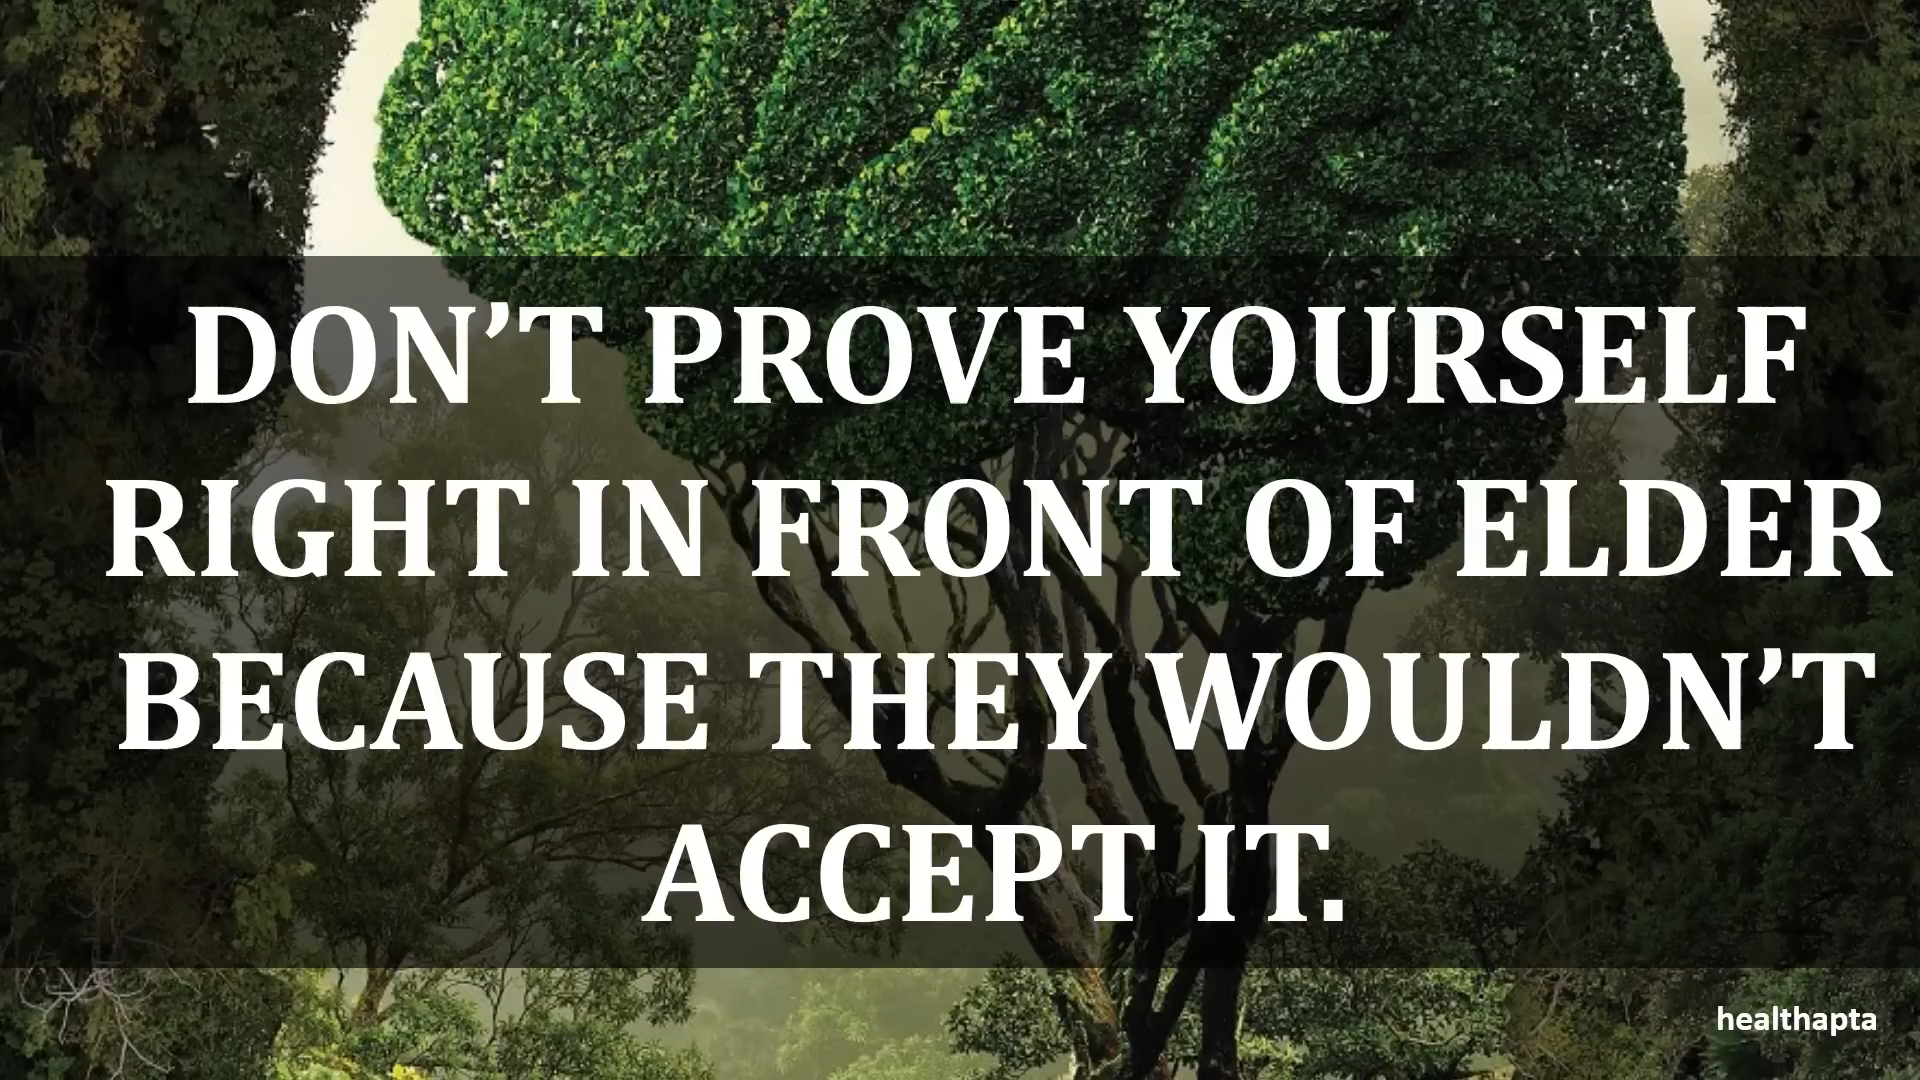 DON’T PROVE YOURSELF
RIGHT IN FRONT OF ELDER
BECAUSE THEY WOULDN’T
ACCEPT IT.
healthapta